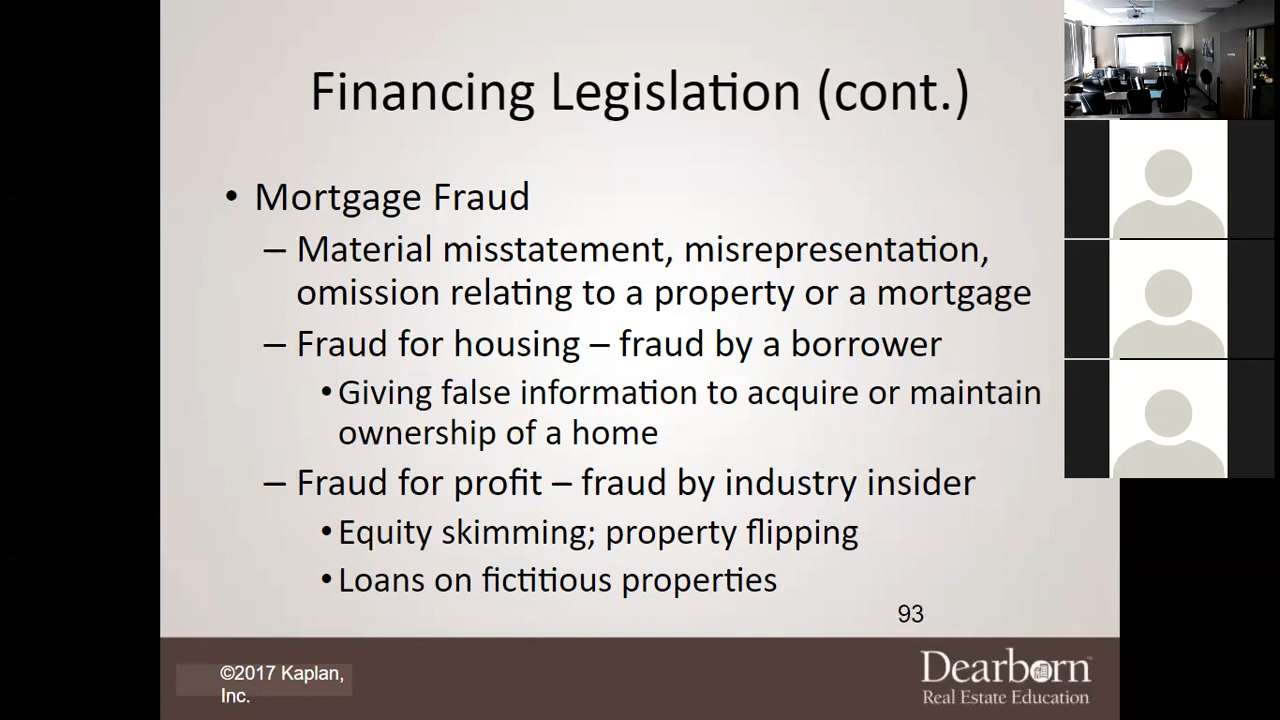 Financing Legislation (cont.)
• Mortgage Fraud
– Material misstatement, misrepresentation,
omission relating to a property or a mortgage
– Fraud for housing – fraud by a borrower
• Giving false information to acquire or maintain
ownership of a home
– Fraud for profit – fraud by industry insider
• Equity skimming; property flipping
• Loans on fictitious properties
93
©2017 Kaplan,
Inc.
Dearborn™
Real Estate Education